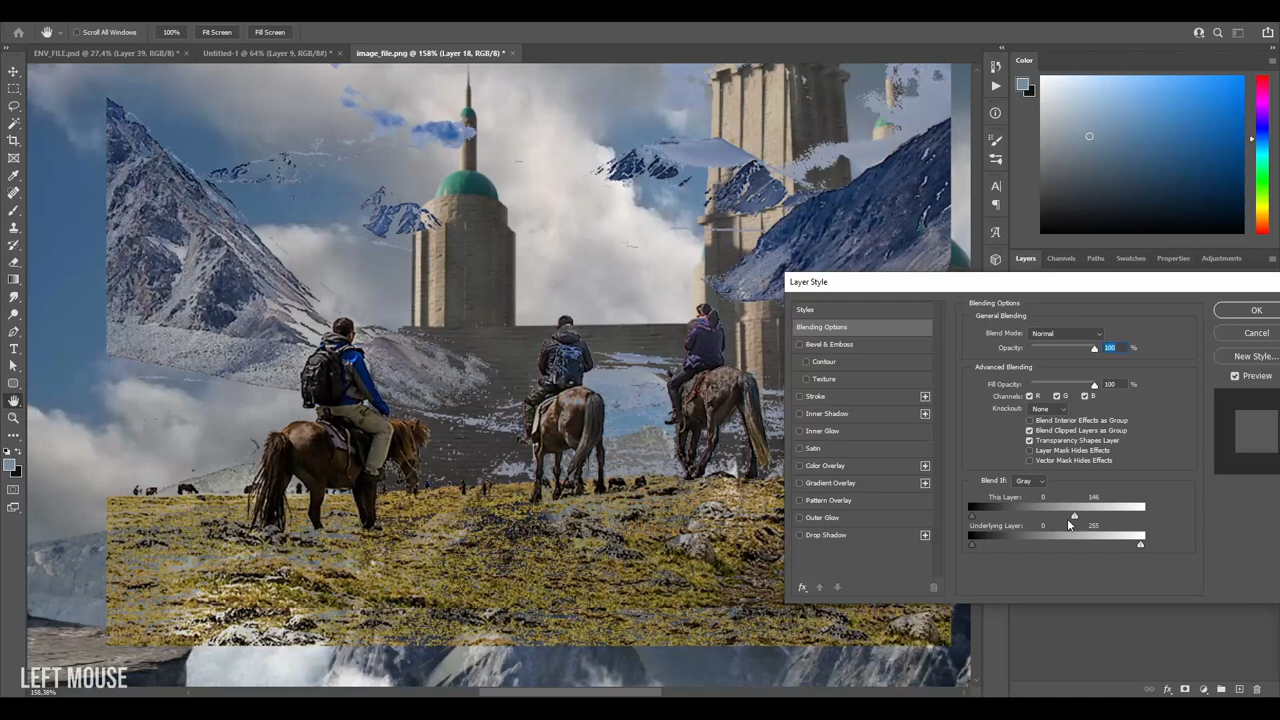 Scroll All Windows 100% Fit Screen Fill Screen
ENV_FILE.psd @ 27,4% (Layer 39, RGB/8) * × Untitled-1 @ 64% (Layer 9, RGB/8#) * × image_file.png @ 158% (Layer 18, RGB/8) * ×
Color
Layers Channels Paths Swatches Properties Adjustments
Layer Style
Styles
Blending Options
Bevel & Emboss
Contour
Texture
Stroke
Inner Shadow
Inner Glow
Satin
Color Overlay
Gradient Overlay
Pattern Overlay
Outer Glow
Drop Shadow
fx
Blending Options
General Blending
Blend Mode: Normal
Opacity: 100 %
Advanced Blending
Fill Opacity: 100 %
Channels: R G B
Knockout: None
Blend Interior Effects as Group
Blend Clipped Layers as Group
Transparency Shapes Layer
Layer Mask Hides Effects
Vector Mask Hides Effects
Blend If: Gray
This Layer: 0 146
Underlying Layer: 0 255
OK
Cancel
New Style...
Preview
LEFT MOUSE
158.38%
fx